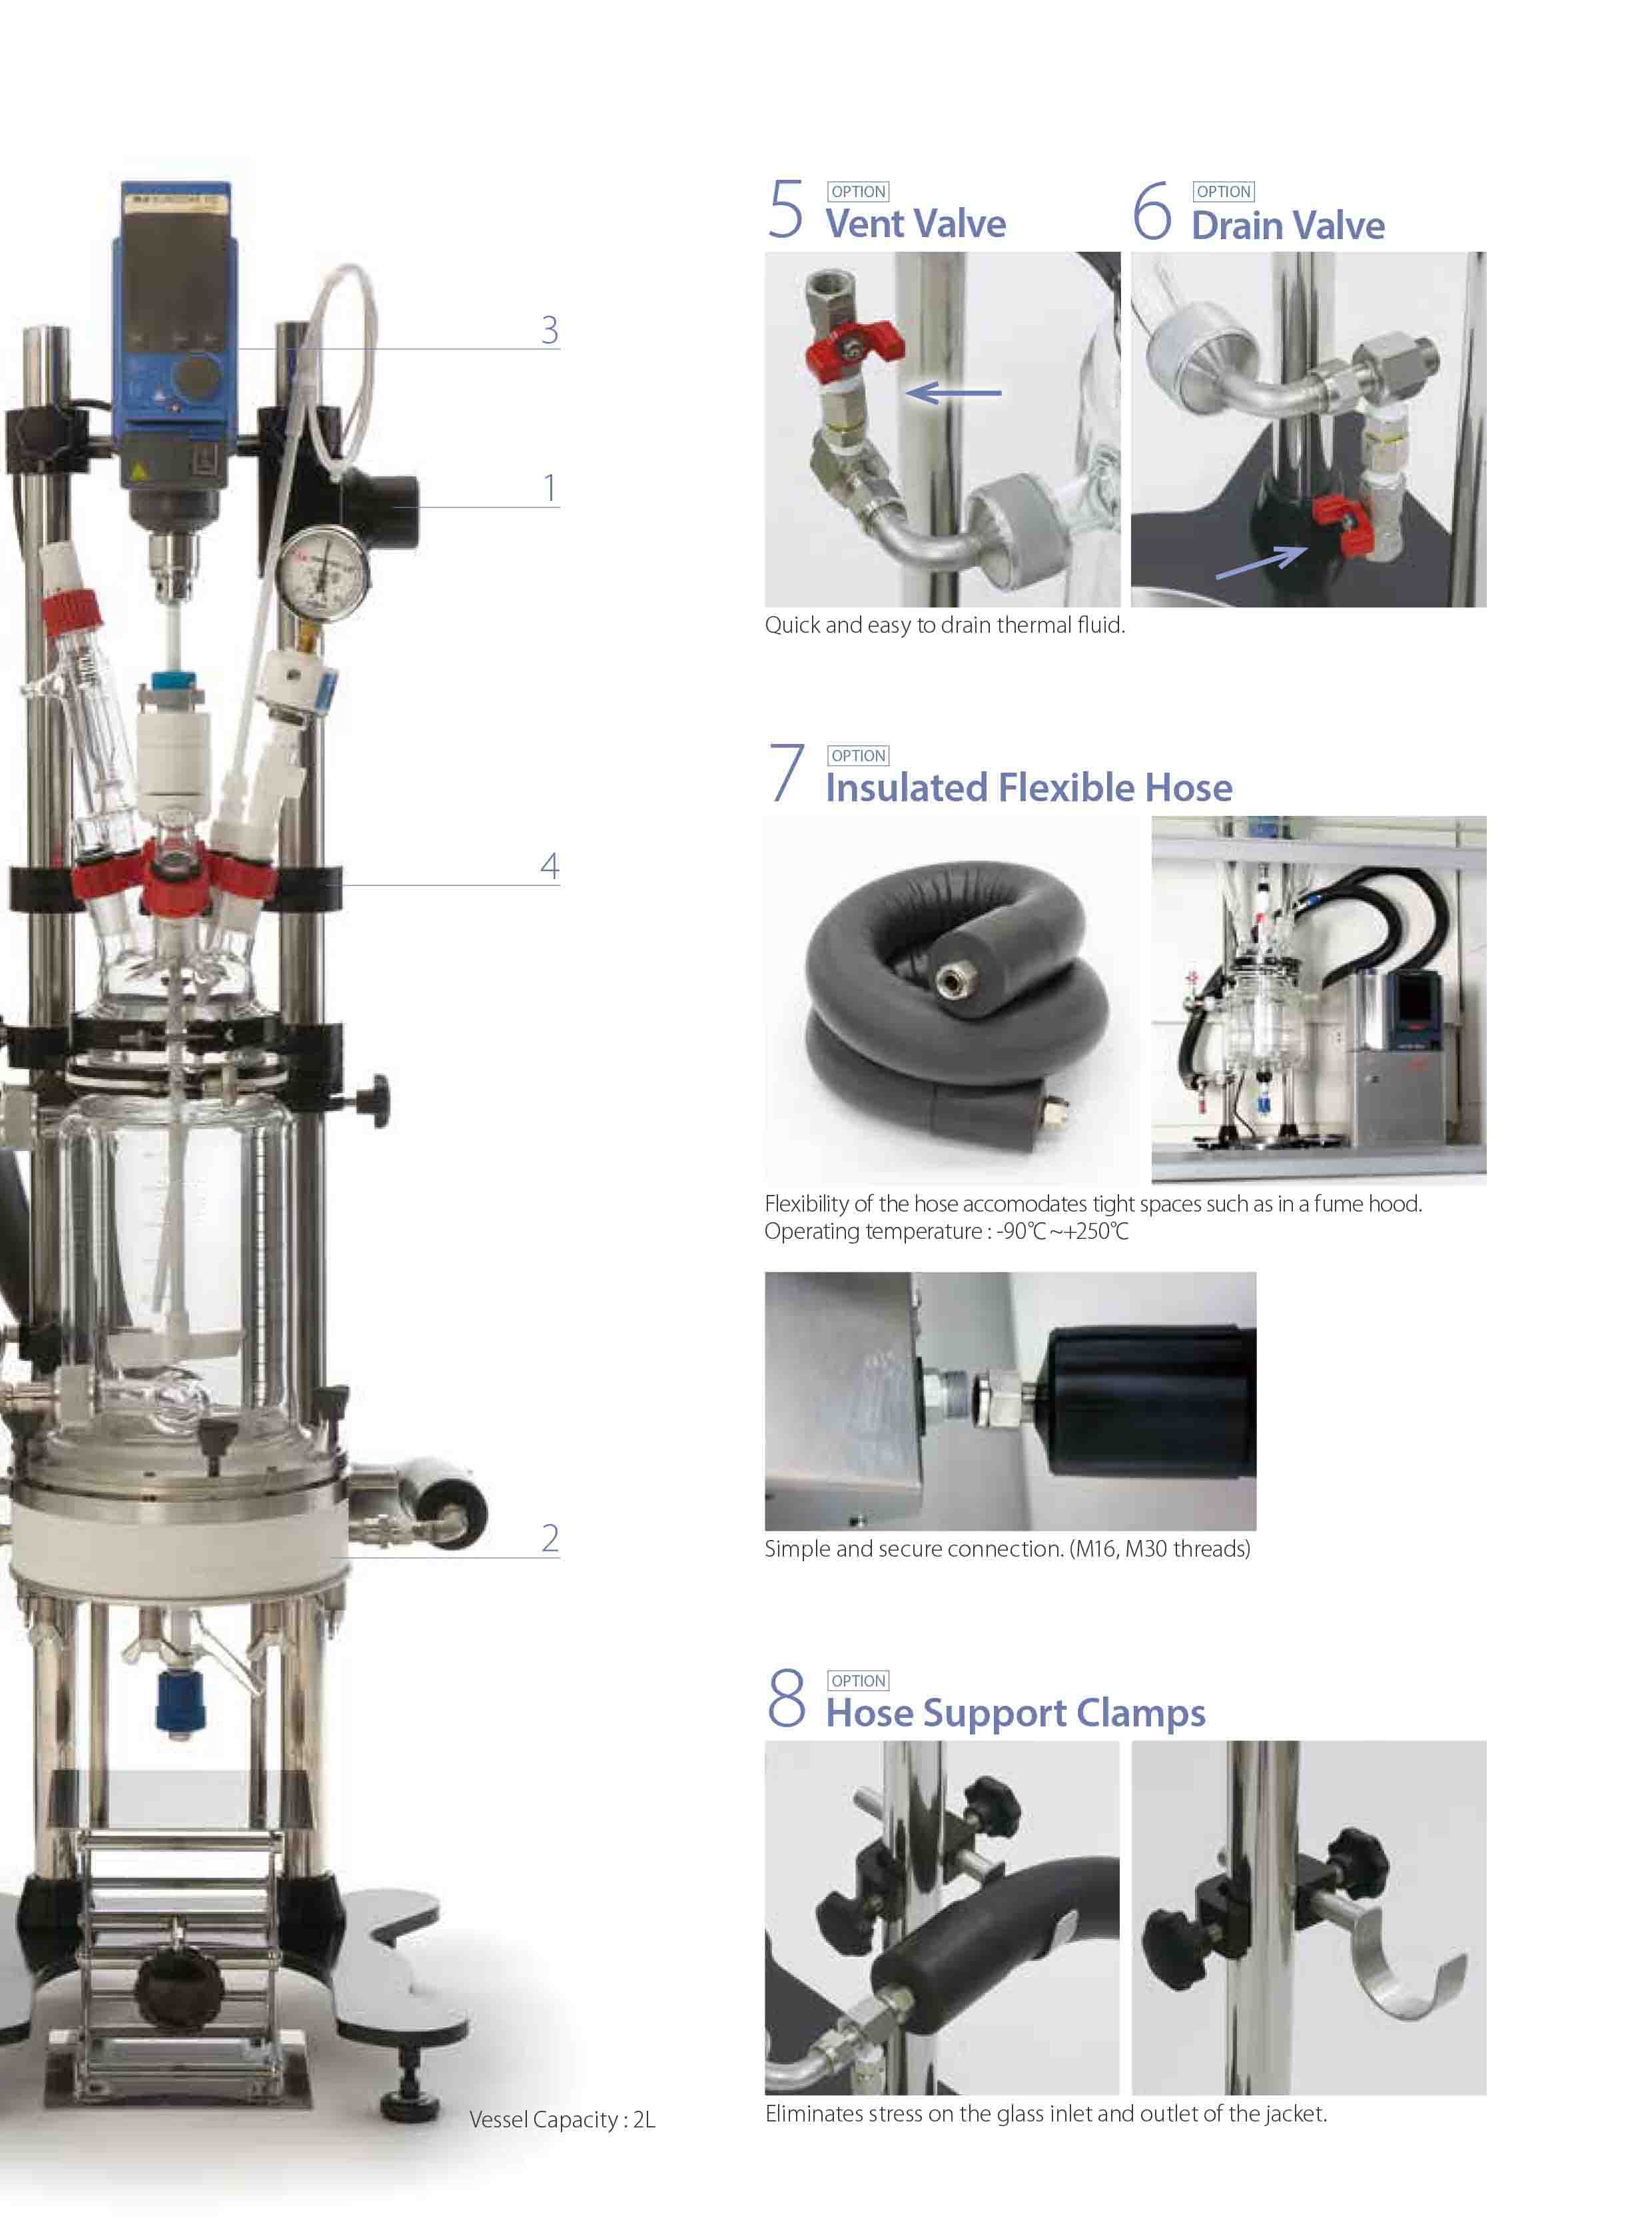 3
1
4
2
Vessel Capacity : 2L
5 OPTION
Vent Valve
6 OPTION
Drain Valve
Quick and easy to drain thermal fluid.
7 OPTION
Insulated Flexible Hose
Flexibility of the hose accomodates tight spaces such as in a fume hood.
Operating temperature : -90℃ ~+250℃
Simple and secure connection. (M16, M30 threads)
8 OPTION
Hose Support Clamps
Eliminates stress on the glass inlet and outlet of the jacket.